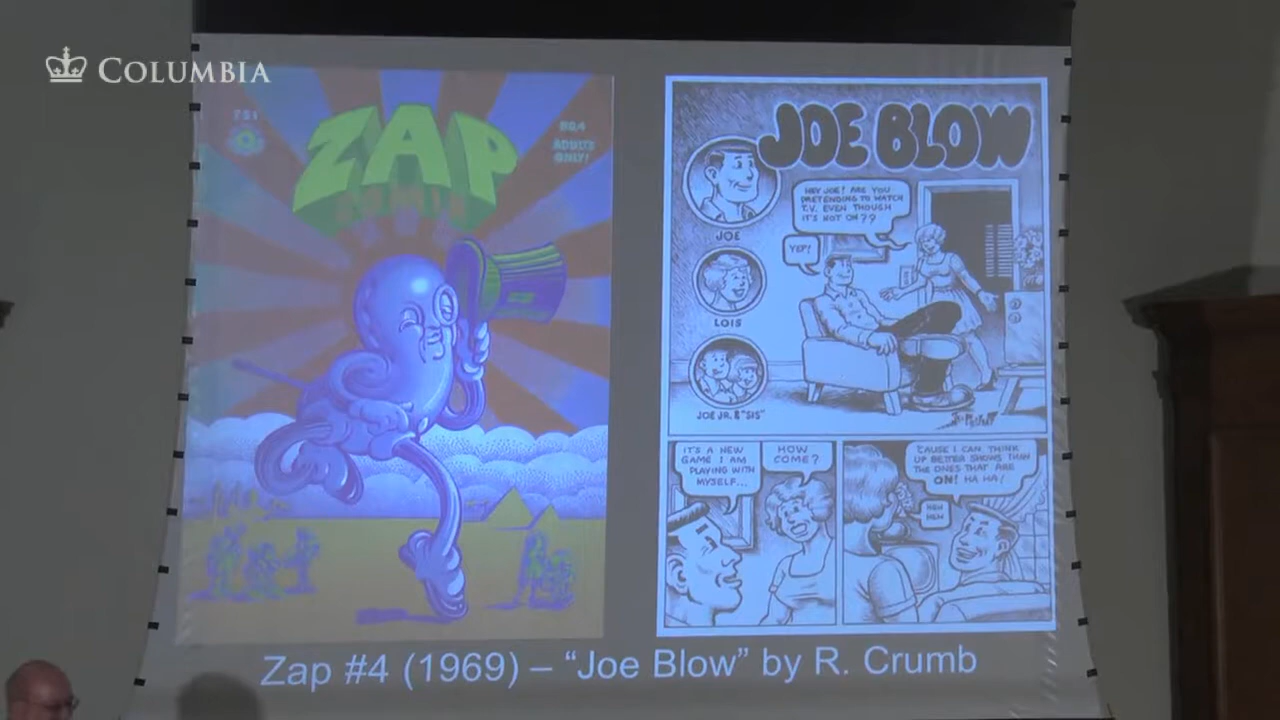 COLUMBIA
75¢
NO.4
ADULTS
ONLY!
ZAP
COMIX
JOE BLOW
HEY JOE! ARE YOU
PRETENDING TO WATCH
T.V. EVEN THOUGH
IT'S NOT ON??
YEP!
JOE
LOIS
JOE JR. & "SIS"
IT'S A NEW
GAME I AM
PLAYING WITH
MYSELF...
HOW
COME?
'CAUSE I CAN THINK
UP BETTER SHOWS THAN
THE ONES THAT ARE
ON! HA HA!
HEH
HEH
Zap #4 (1969) – "Joe Blow" by R. Crumb